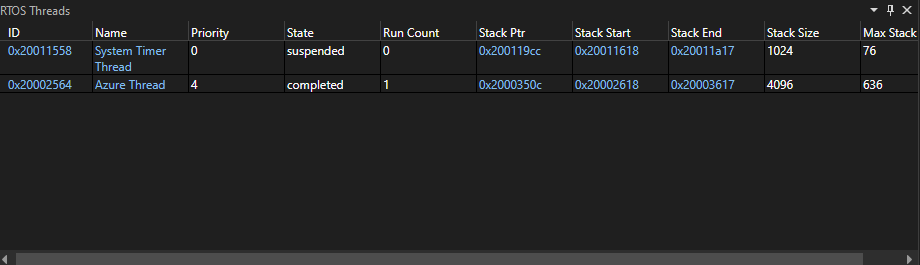 RTOS Threads
ID Name Priority State Run Count Stack Ptr Stack Start Stack End Stack Size Max Stack
0x20011558 System Timer Thread 0 suspended 0 0x200119cc 0x20011618 0x20011a17 1024 76
0x20002564 Azure Thread 4 completed 1 0x2000350c 0x20002618 0x20003617 4096 636